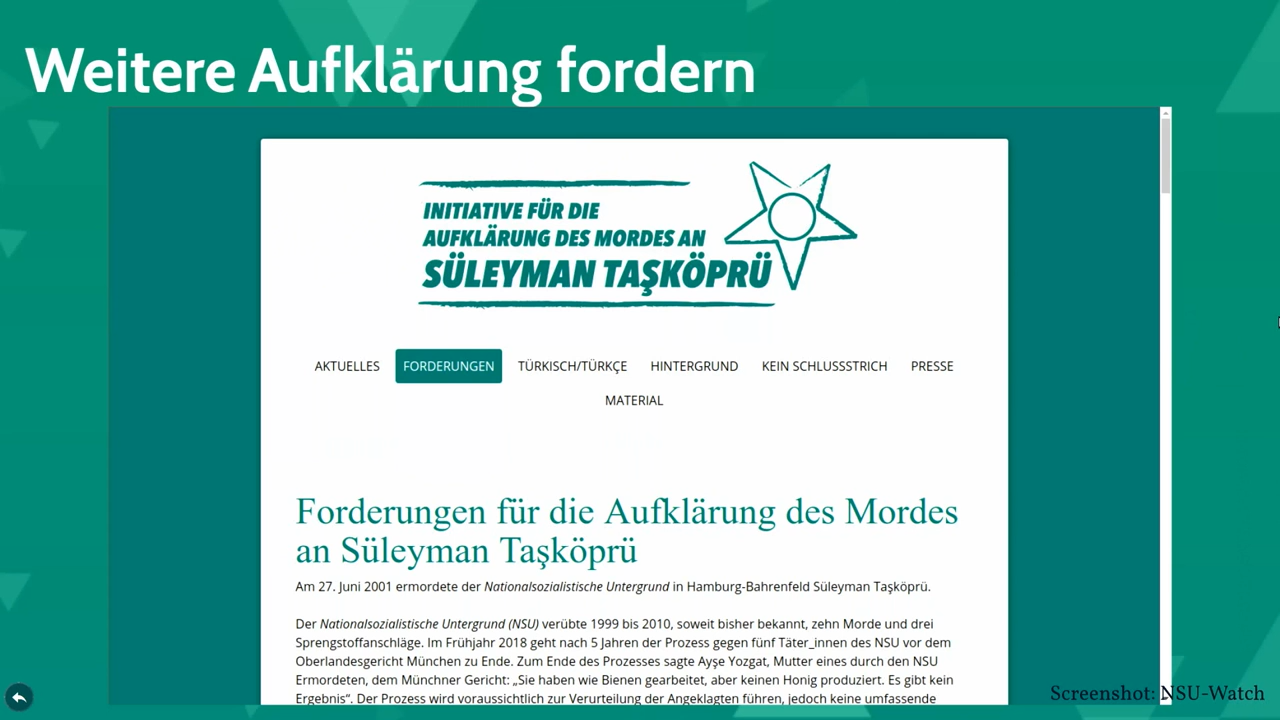 Weitere Aufklärung fordern
INITIATIVE FÜR DIE
AUFKLÄRUNG DES MORDES AN
SÜLEYMAN TAŞKÖPRÜ
AKTUELLES FORDERUNGEN TÜRKISCH/TÜRKÇE HINTERGRUND KEIN SCHLUSSSTRICH PRESSE
MATERIAL
Forderungen für die Aufklärung des Mordes
an Süleyman Taşköprü
Am 27. Juni 2001 ermordete der Nationalsozialistische Untergrund in Hamburg-Bahrenfeld Süleyman Taşköprü.
Der Nationalsozialistische Untergrund (NSU) verübte 1999 bis 2010, soweit bisher bekannt, zehn Morde und drei
Sprengstoffanschläge. Im Frühjahr 2018 geht nach 5 Jahren der Prozess gegen fünf Täter_innen des NSU vor dem
Oberlandesgericht München zu Ende. Zum Ende des Prozesses sagte Ayşe Yozgat, Mutter eines durch den NSU
Ermordeten, dem Münchner Gericht: „Sie haben wie Bienen gearbeitet, aber keinen Honig produziert. Es gibt kein
Ergebnis“. Der Prozess wird voraussichtlich zur Verurteilung der Angeklagten führen, jedoch keine umfassende
Screenshot: NSU-Watch